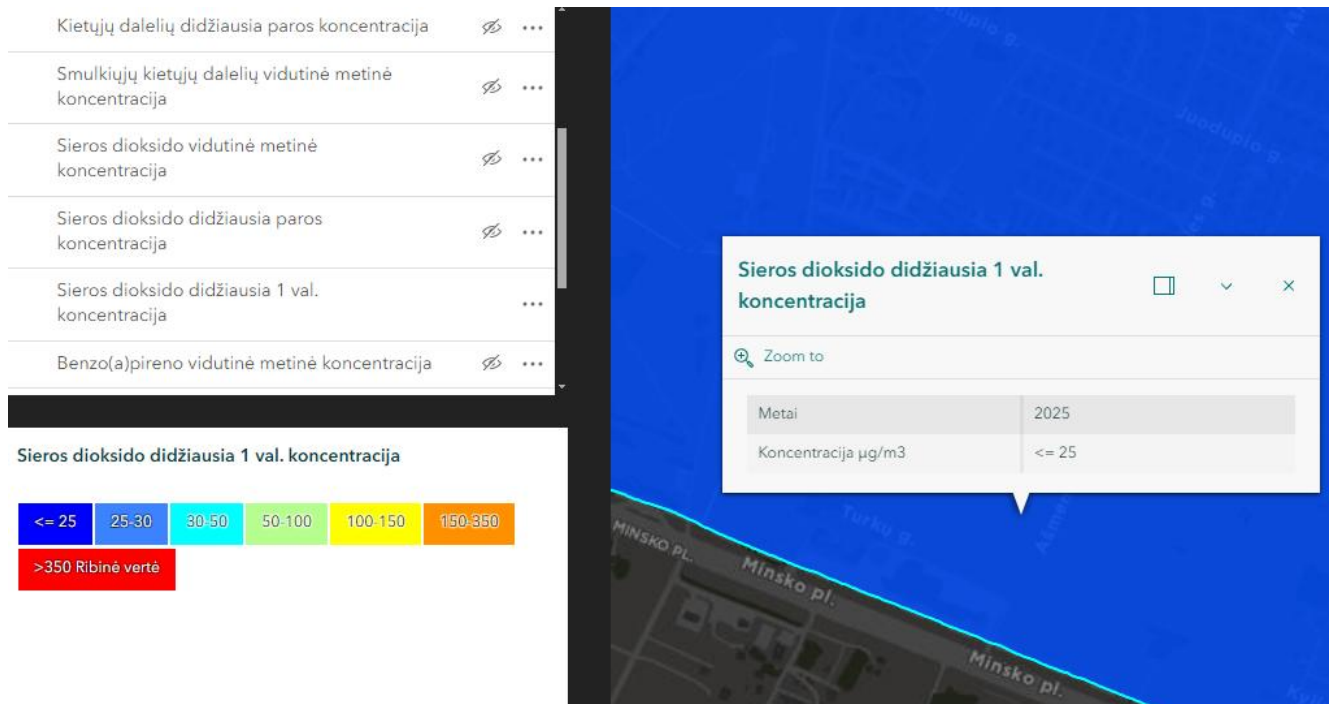 Kietųjų dalelių didžiausia paros koncentracija
Smulkiųjų kietųjų dalelių vidutinė metinė
koncentracija
Sieros dioksido vidutinė metinė
koncentracija
Sieros dioksido didžiausia paros
koncentracija
Sieros dioksido didžiausia 1 val.
koncentracija
Benzo(a)pireno vidutinė metinė koncentracija
Sieros dioksido didžiausia 1 val. koncentracija
<= 25
25-30
30-50
50-100
100-150
150-350
>350 Ribinė vertė
Juodupio g.
Sieros dioksido didžiausia 1 val.
koncentracija
Zoom to
Metai 2025
Koncentracija µg/m3 <= 25
Turkų g.
MINSKO PL.
Minsko pl.
Minsko pl.